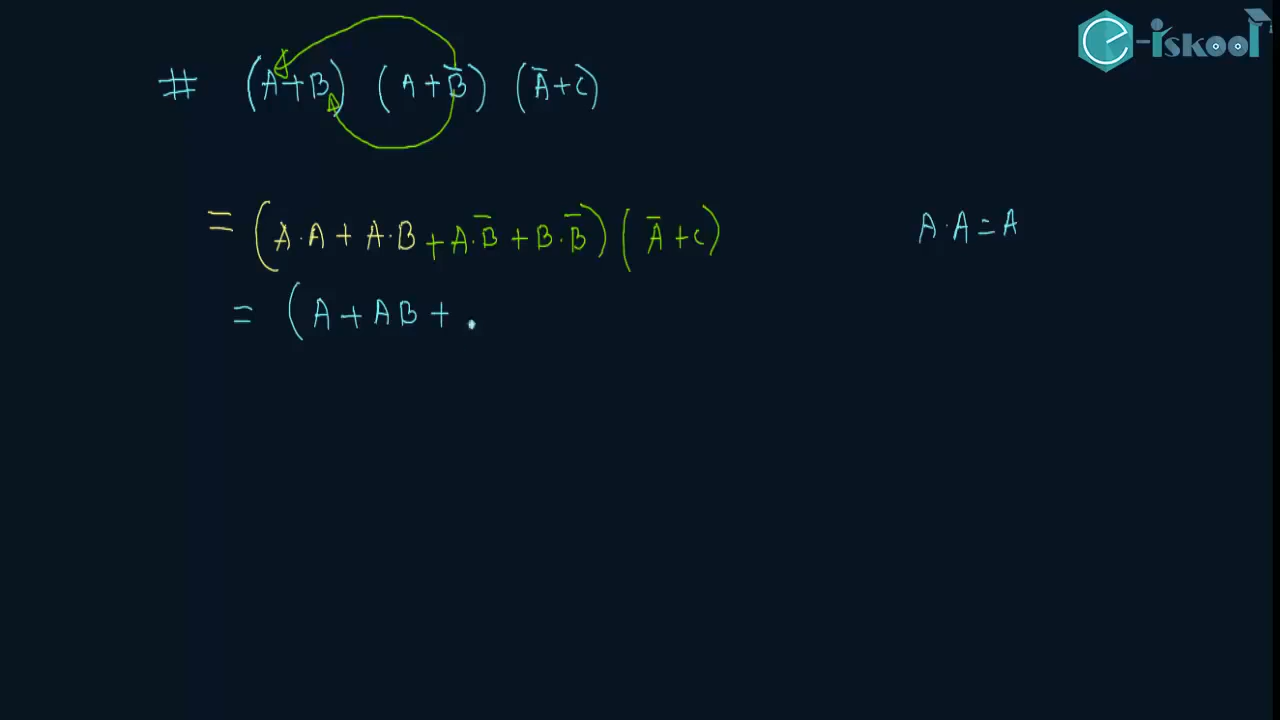 e-iskool
# (A+B) (A+B̅) (A̅+C)
= (A·A + A·B + A·B̅ + B·B̅) (A̅+C)
A·A=A
= (A+AB+